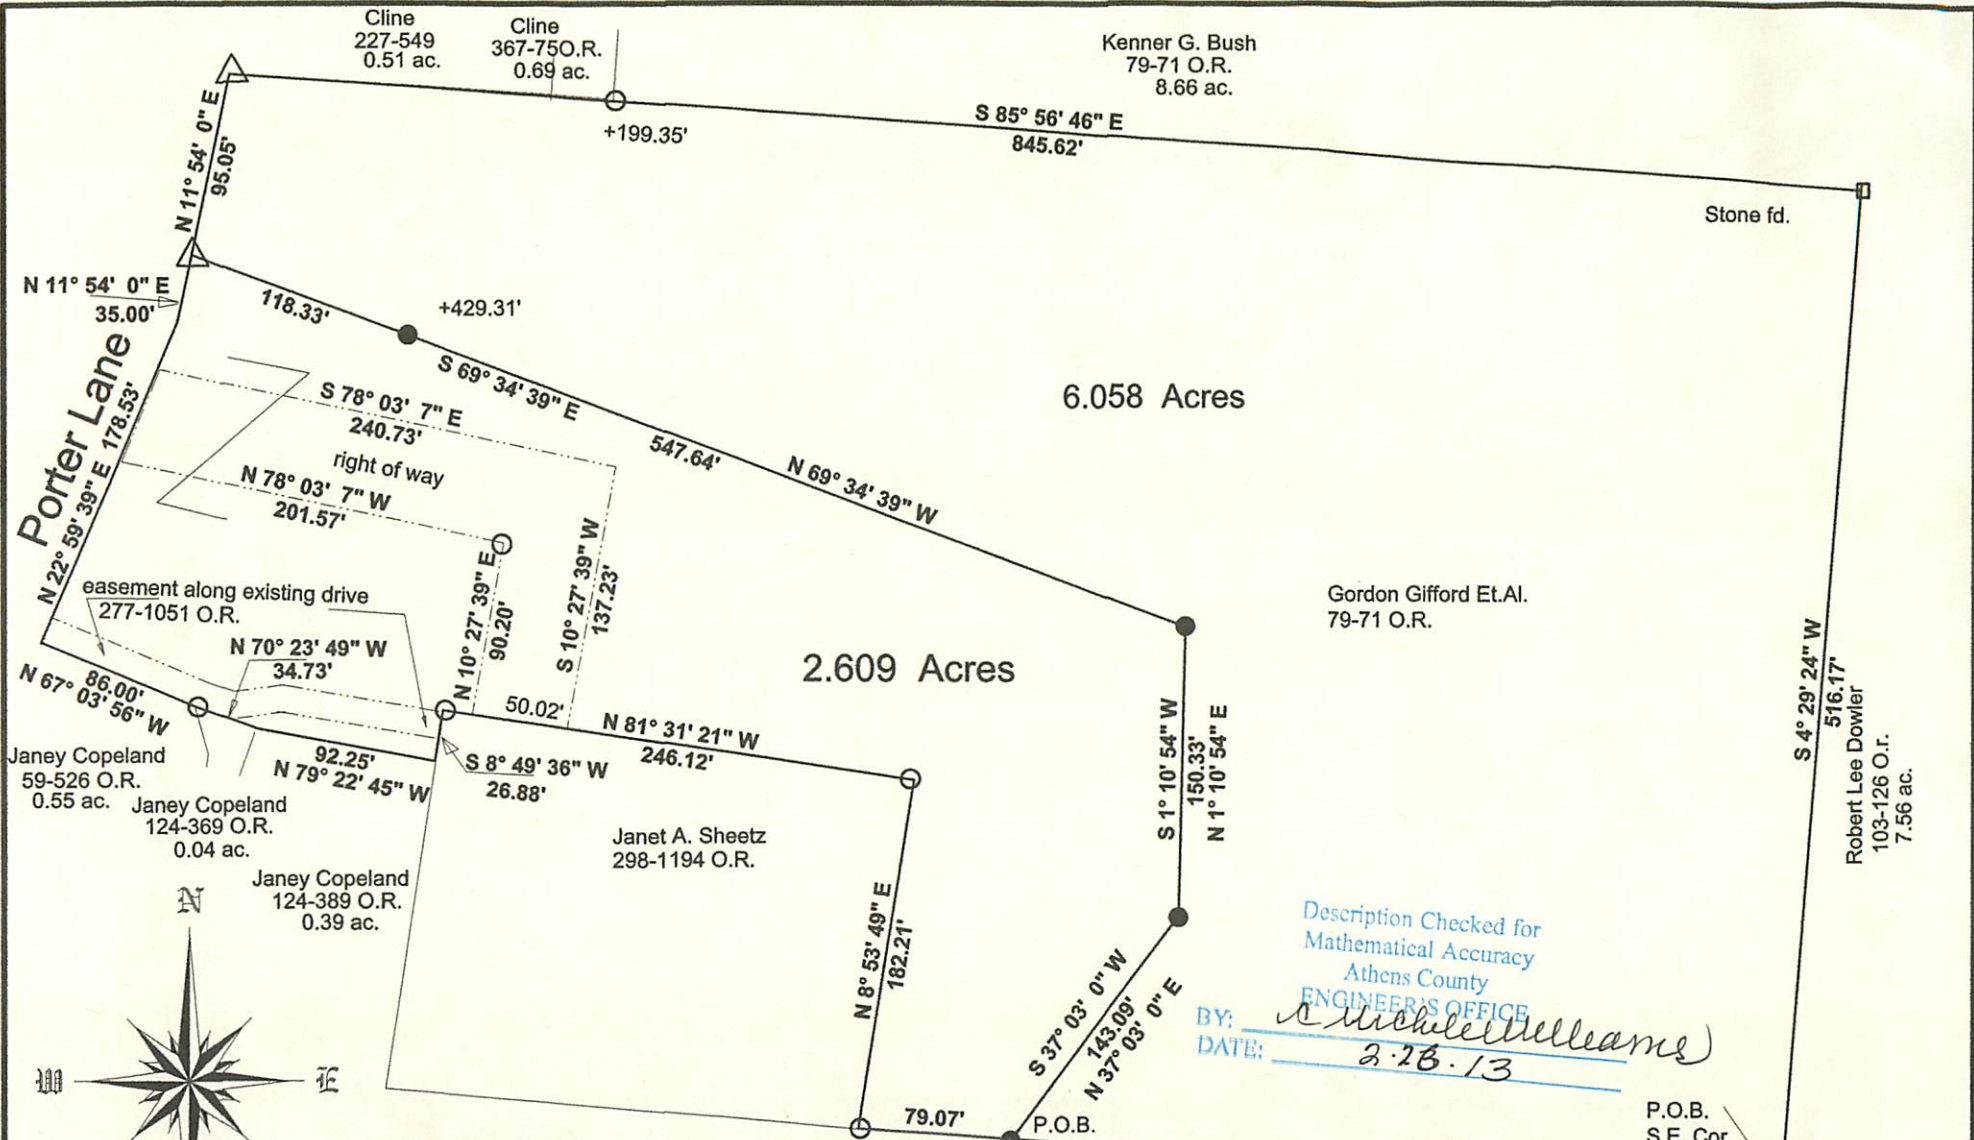 Cline
227-549
0.51 ac.
Cline
367-75O.R.
0.69 ac.
Kenner G. Bush
79-71 O.R.
8.66 ac.
S 85° 56' 46" E
845.62'
+199.35'
Stone fd.
N 11° 54' 0" E
95.05'
N 11° 54' 0" E
35.00'
118.33'
+429.31'
S 69° 34' 39" E
547.64'
N 69° 34' 39" W
6.058 Acres
Porter Lane
N 22° 59' 39" E 178.53'
S 78° 03' 7" E
240.73'
right of way
N 78° 03' 7" W
201.57'
N 10° 27' 39" E
90.20'
S 10° 27' 39" W
137.23'
easement along existing drive
277-1051 O.R.
N 70° 23' 49" W
34.73'
86.00'
N 67° 03' 56" W
50.02'
N 81° 31' 21" W
246.12'
2.609 Acres
Gordon Gifford Et.Al.
79-71 O.R.
S 1° 10' 54" W
150.33'
N 1° 10' 54" E
S 4° 29' 24" W
516.17'
Robert Lee Dowler
103-126 O.r.
7.56 ac.
92.25'
N 79° 22' 45" W
S 8° 49' 36" W
26.88'
Janey Copeland
59-526 O.R.
0.55 ac.
Janey Copeland
124-369 O.R.
0.04 ac.
Janey Copeland
124-389 O.R.
0.39 ac.
Janet A. Sheetz
298-1194 O.R.
N 8° 53' 49" E
182.21'
S 37° 03' 0" W
143.09'
N 37° 03' 0" E
Description Checked for
Mathematical Accuracy
Athens County
ENGINEER'S OFFICE
BY:
DATE: 2·28·13
N
W
E
79.07'
P.O.B.
P.O.B.
S.E. Cor